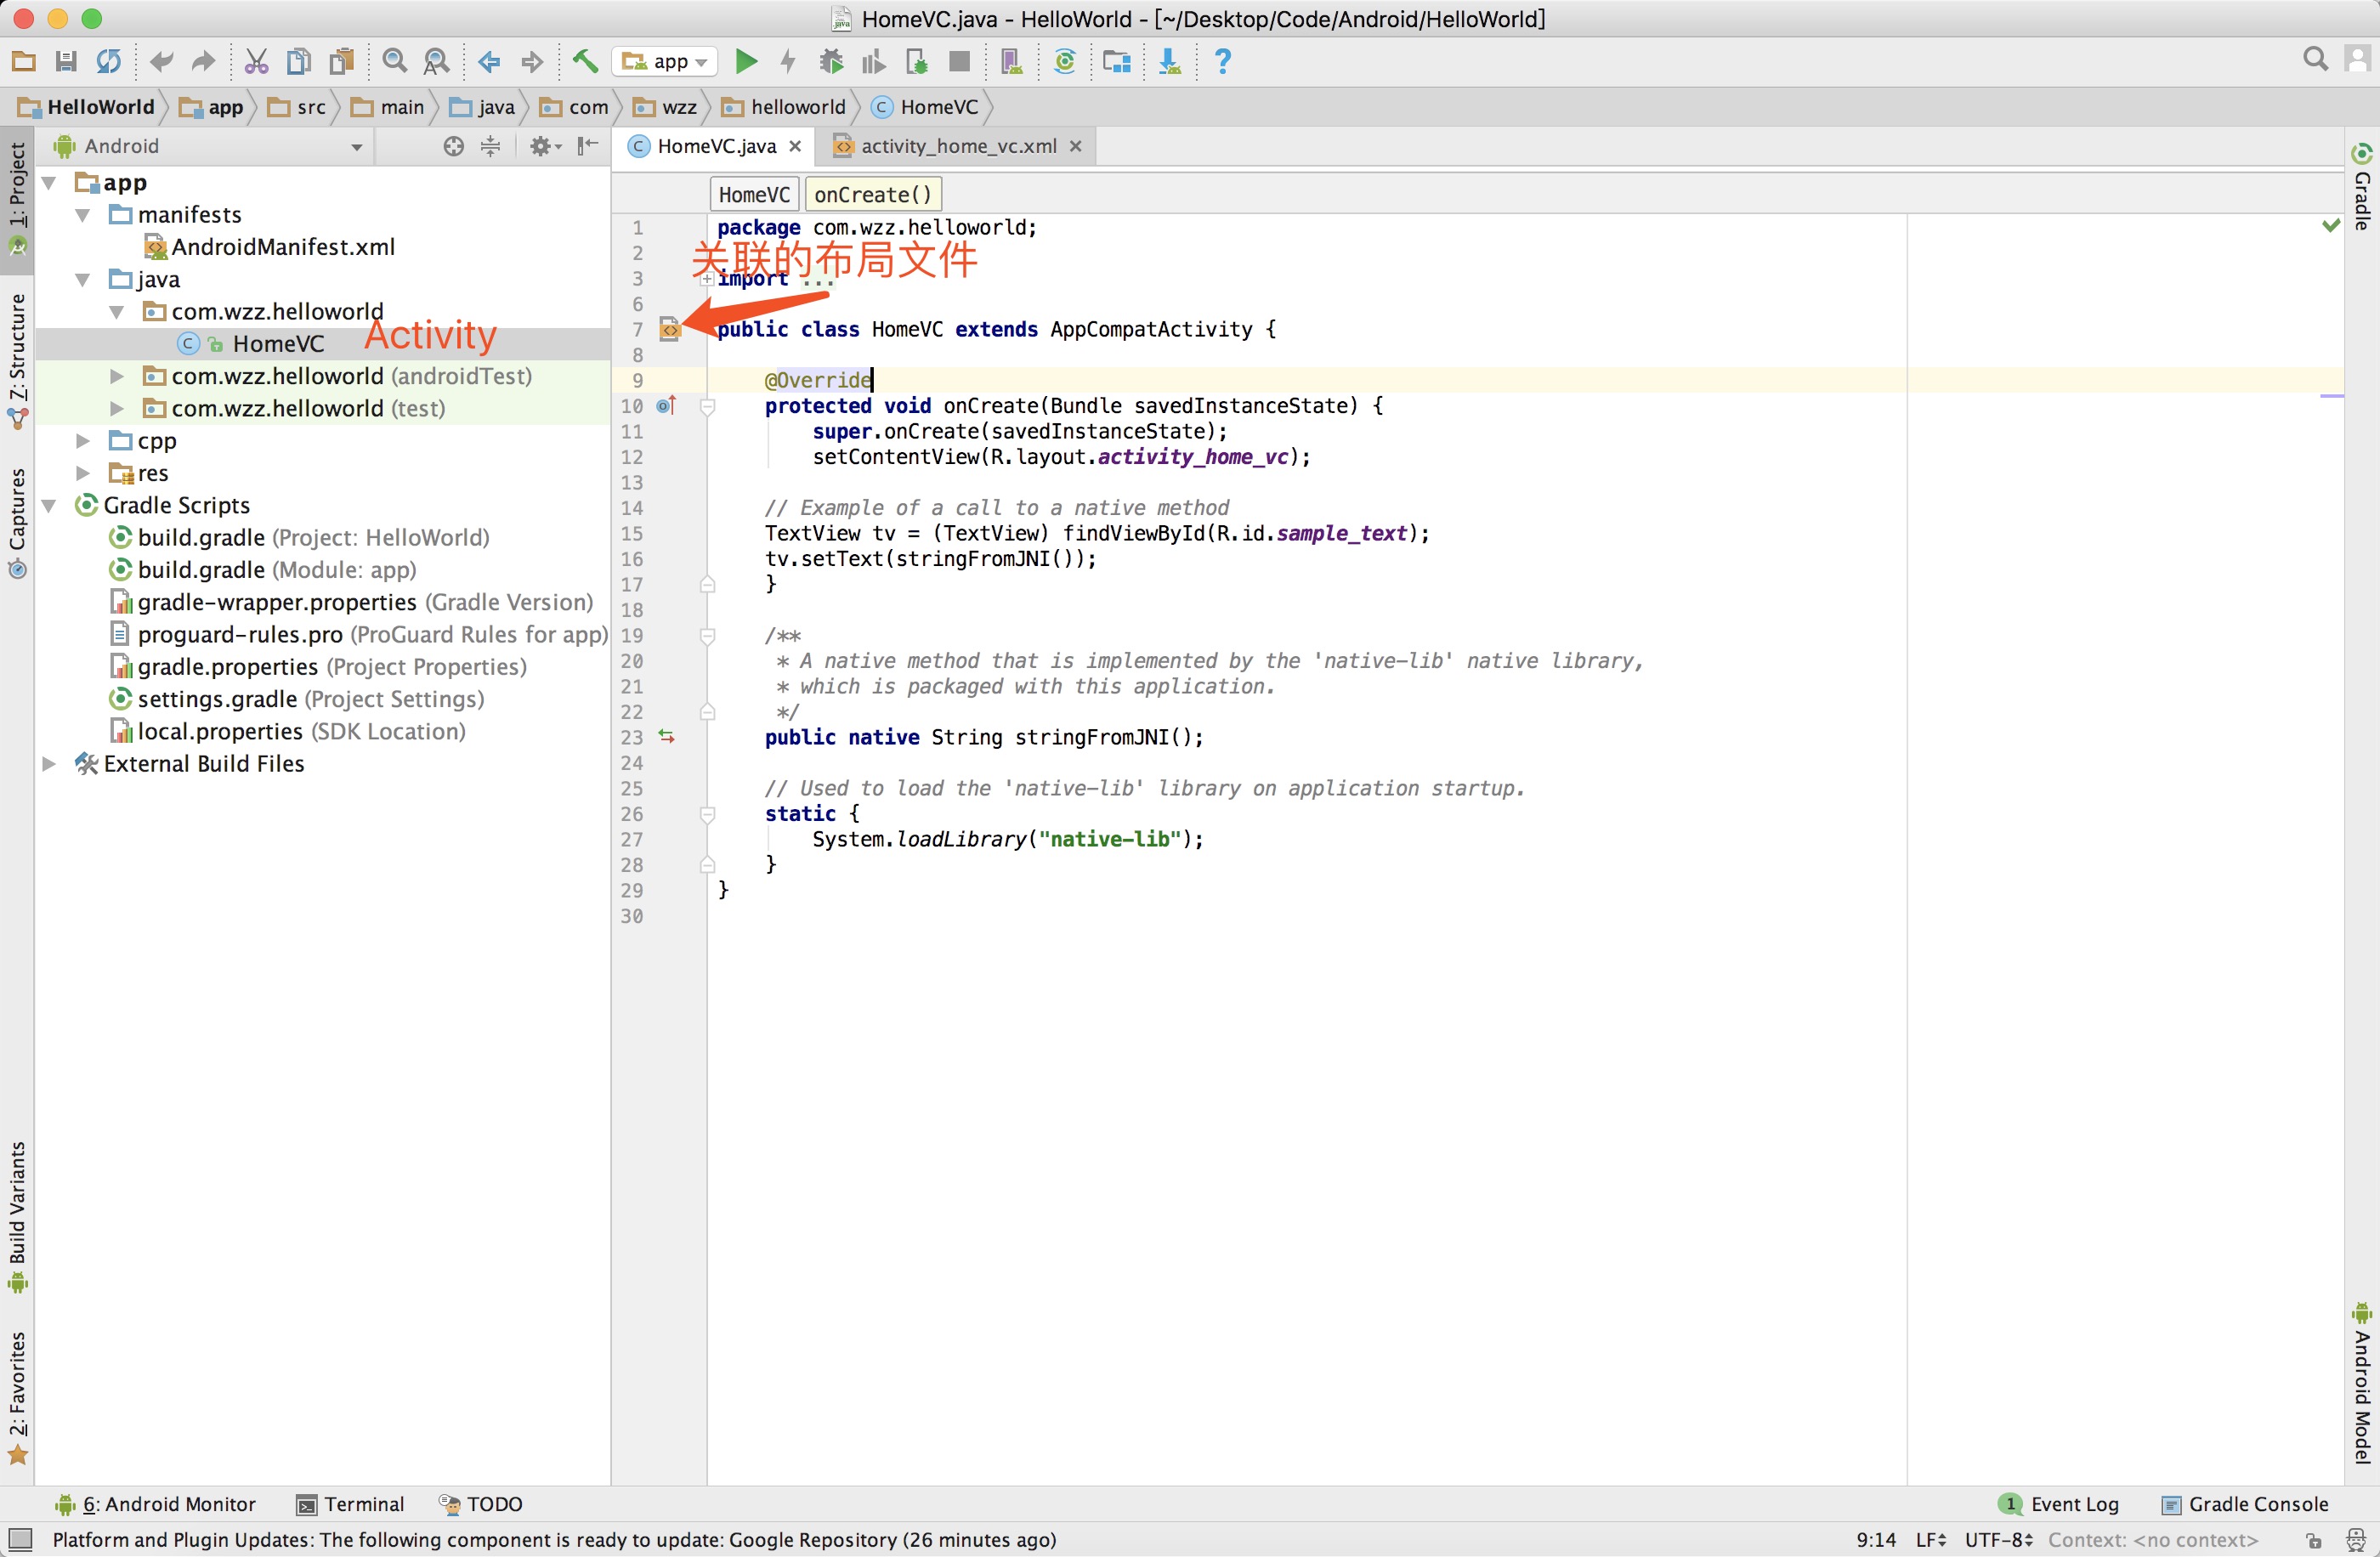 HomeVC.java - HelloWorld - [~/Desktop/Code/Android/HelloWorld]
app
HelloWorld app src main java com wzz helloworld HomeVC
Android
HomeVC.java activity_home_vc.xml
HomeVC onCreate()
1: Project
7: Structure
Captures
Build Variants
2: Favorites
app
manifests
AndroidManifest.xml
java
com.wzz.helloworld
HomeVC
Activity
com.wzz.helloworld (androidTest)
com.wzz.helloworld (test)
cpp
res
Gradle Scripts
build.gradle (Project: HelloWorld)
build.gradle (Module: app)
gradle-wrapper.properties (Gradle Version)
proguard-rules.pro (ProGuard Rules for app)
gradle.properties (Project Properties)
settings.gradle (Project Settings)
local.properties (SDK Location)
External Build Files
关联的布局文件
1 package com.wzz.helloworld;
2
3 import ...
6
7 public class HomeVC extends AppCompatActivity {
8
9 @Override
10 protected void onCreate(Bundle savedInstanceState) {
11 super.onCreate(savedInstanceState);
12 setContentView(R.layout.activity_home_vc);
13
14 // Example of a call to a native method
15 TextView tv = (TextView) findViewById(R.id.sample_text);
16 tv.setText(stringFromJNI());
17 }
18
19 /**
20 * A native method that is implemented by the 'native-lib' native library,
21 * which is packaged with this application.
22 */
23 public native String stringFromJNI();
24
25 // Used to load the 'native-lib' library on application startup.
26 static {
27 System.loadLibrary("native-lib");
28 }
29 }
30
Gradle
Android Model
6: Android Monitor Terminal TODO 1 Event Log Gradle Console
Platform and Plugin Updates: The following component is ready to update: Google Repository (26 minutes ago) 9:14 LF UTF-8 Context: <no context>